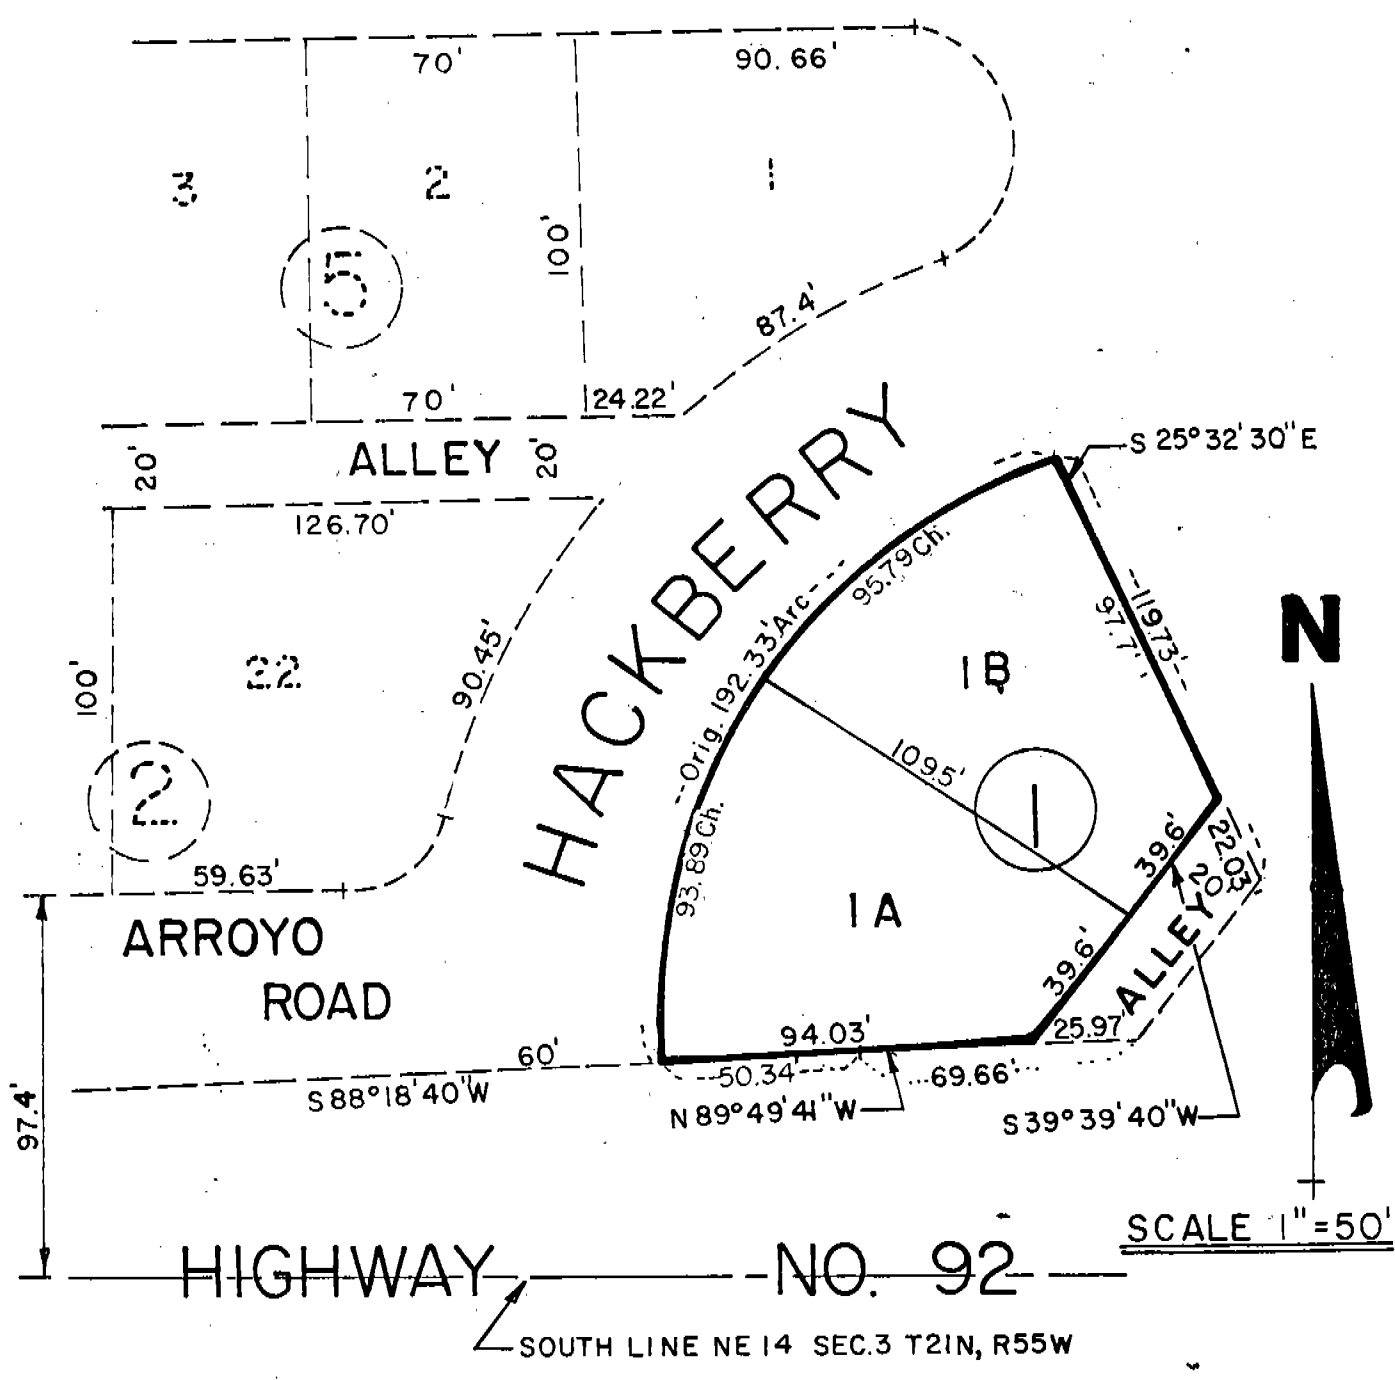 70'
90.66'
3
2
1
100'
5
87.4'
70'
24.22'
20'
ALLEY
20'
126.70'
HACKBERRY
S 25°32'30"E
95.79 Ch.
Orig. 192.33' Arc
119.73'
97.7'
N
22
90.45'
100'
1B
2
109.5'
1
59.63'
93.89 Ch.
39.6'
22.03
20
1A
ARROYO
ROAD
39.6'
ALLEY
94.03'
25.97'
60'
S 88°18'40"W
50.34'
69.66'
N 89°49'41"W
S 39°39'40"W
97.4'
SCALE 1"=50'
HIGHWAY NO. 92
SOUTH LINE NE 14 SEC.3 T21N, R55W